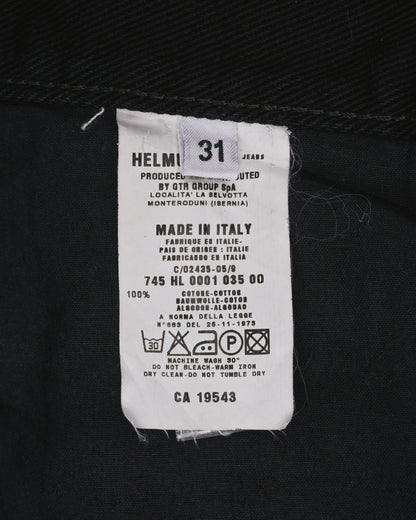 31
HELMU JEANS
PRODUCED UTED
BY GTR GROUP SpA
LOCALITA' LA SELVOTTA
MONTERODUNI (ISERNIA)
MADE IN ITALY
FABRIQUE EN ITALIE-
PAIS DE ORIGEN : ITALIE
FABRICANDO EN ITALIA
C/02435-05/9
745 HL 0001 035 00
100% COTONE-COTTON
BAUMWOLLE-COTON
ALGODON-ALGODAO
A NORMA DELLA LEGGE
N°883 DEL 26-11-1973
30 P
MACHINE WASH 30°
DO NOT BLEACH-WARM IRON
DRY CLEAN-DO NOT TUMBLE DRY
CA 19543